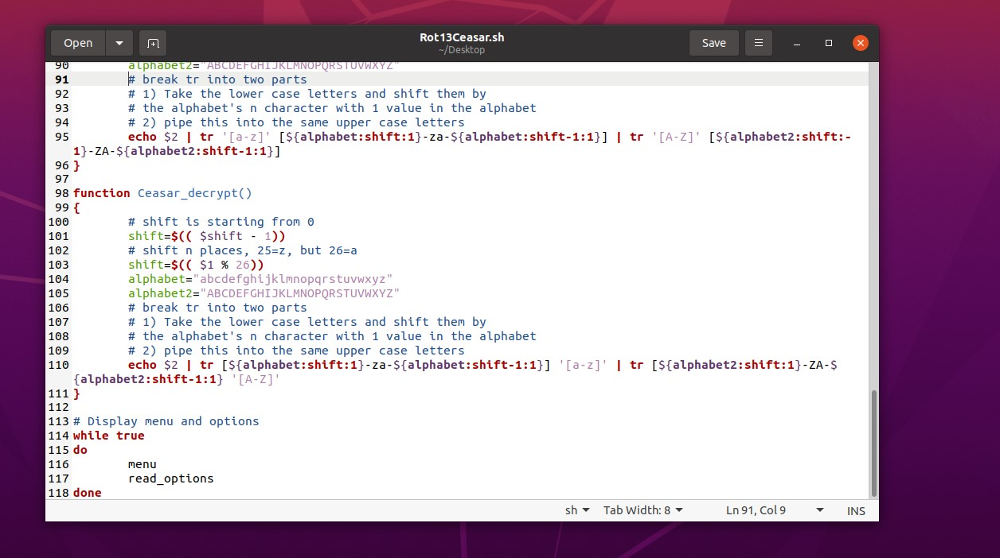 Open
Rot13Ceasar.sh
~/Desktop
Save
90 alphabet2="ABCDEFGHIJKLMNOPQRSTUVWXYZ"
91 # break tr into two parts
92 # 1) Take the lower case letters and shift them by
93 # the alphabet's n character with 1 value in the alphabet
94 # 2) pipe this into the same upper case letters
95 echo $2 | tr '[a-z]' [${alphabet:shift:1}-za-${alphabet:shift-1:1}] | tr '[A-Z]' [${alphabet2:shift:-
1}-ZA-${alphabet2:shift-1:1}]
96 }
97
98 function Ceasar_decrypt()
99 {
100 # shift is starting from 0
101 shift=$(( $shift - 1))
102 # shift n places, 25=z, but 26=a
103 shift=$(( $1 % 26))
104 alphabet="abcdefghijklmnopqrstuvwxyz"
105 alphabet2="ABCDEFGHIJKLMNOPQRSTUVWXYZ"
106 # break tr into two parts
107 # 1) Take the lower case letters and shift them by
108 # the alphabet's n character with 1 value in the alphabet
109 # 2) pipe this into the same upper case letters
110 echo $2 | tr [${alphabet:shift:1}-za-${alphabet:shift-1:1}] '[a-z]' | tr [${alphabet2:shift:1}-ZA-$
{alphabet2:shift-1:1} '[A-Z]'
111 }
112
113 # Display menu and options
114 while true
115 do
116 menu
117 read_options
118 done
sh Tab Width: 8 Ln 91, Col 9 INS